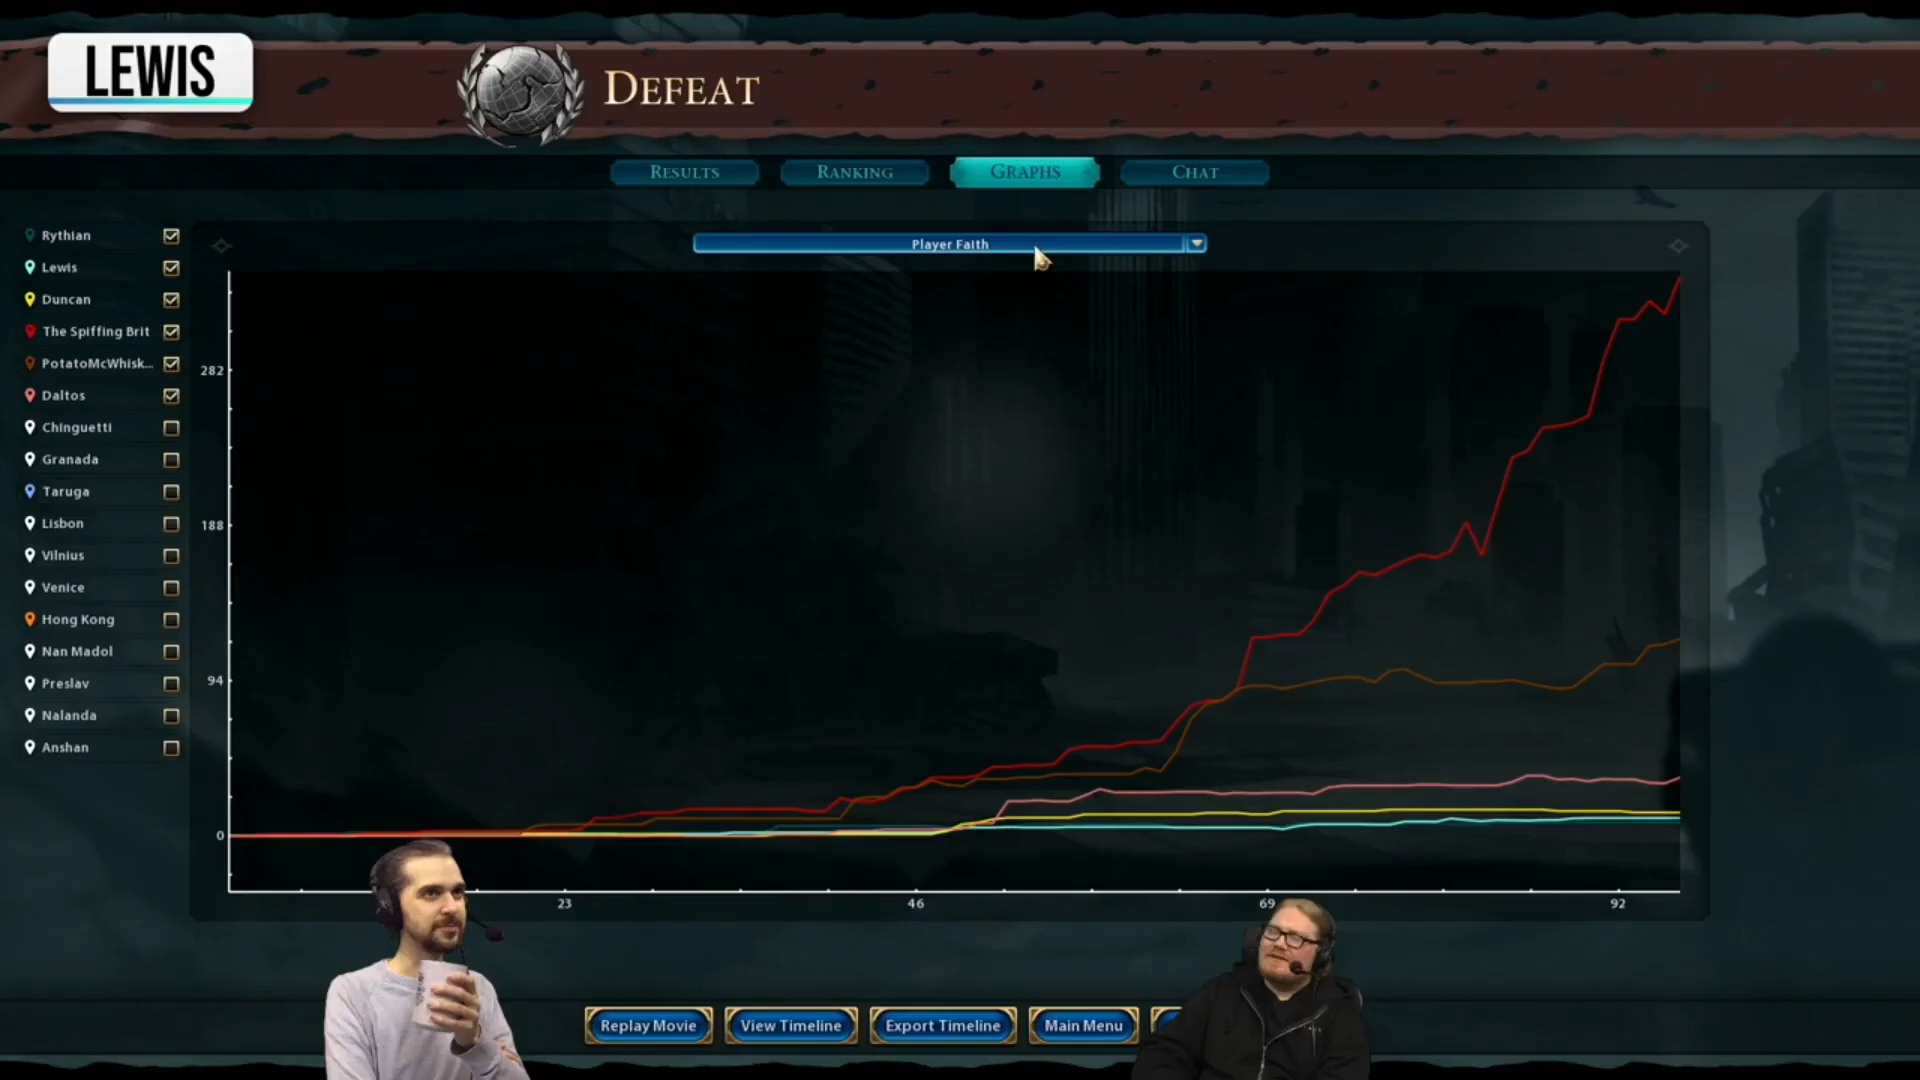 LEWIS
DEFEAT
RESULTS
RANKING
GRAPHS
CHAT
Rythian
Lewis
Duncan
The Spiffing Brit
PotatoMcWhisk...
Daltos
Chinguetti
Granada
Taruga
Lisbon
Vilnius
Venice
Hong Kong
Nan Madol
Preslav
Nalanda
Anshan
Player Faith
282
188
94
0
23
46
69
92
Replay Movie
View Timeline
Export Timeline
Main Menu